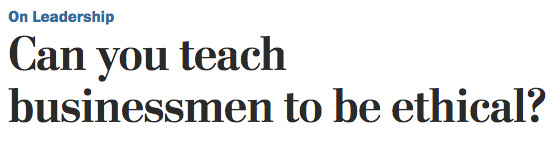 On Leadership
Can you teach
businessmen to be ethical?